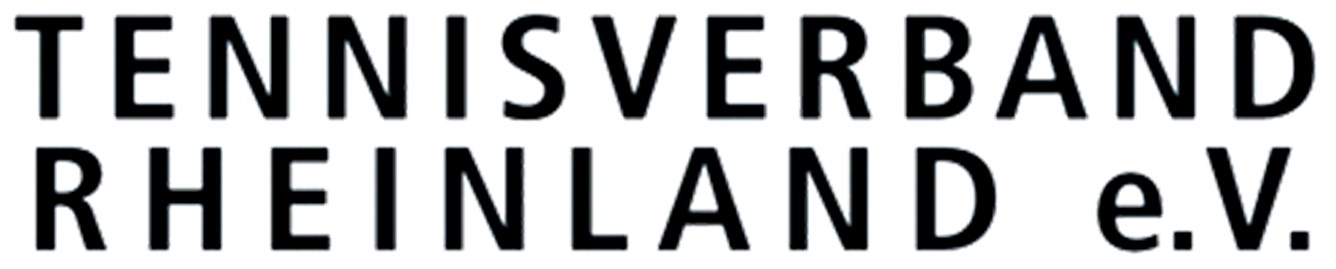 TENNISVERBAND
RHEINLAND e.V.